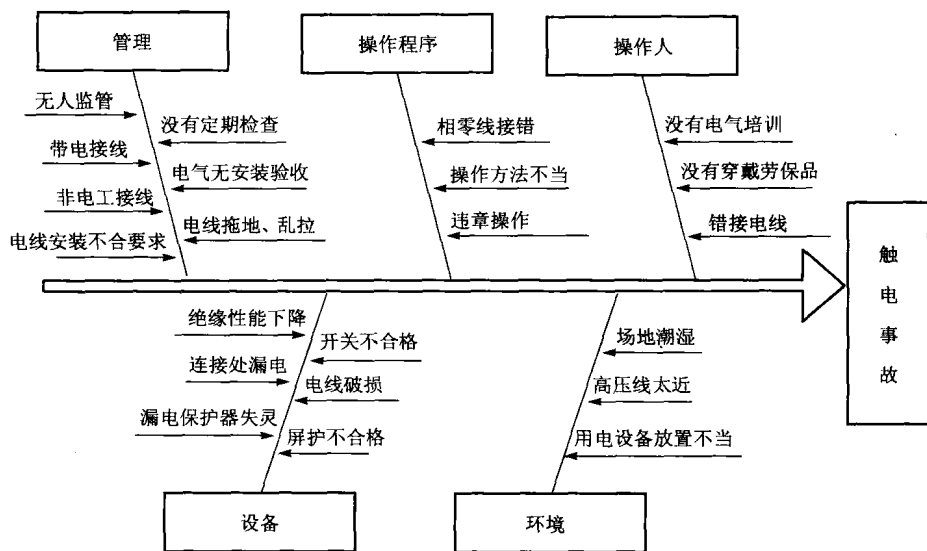 管理
操作程序
操作人
无人监管
没有定期检查
带电接线
电气无安装验收
非电工接线
电线拖地、乱拉
电线安装不合要求
相零线接错
操作方法不当
违章操作
没有电气培训
没有穿戴劳保品
错接电线
触电事故
绝缘性能下降
开关不合格
连接处漏电
电线破损
漏电保护器失灵
屏护不合格
场地潮湿
高压线太近
用电设备放置不当
设备
环境